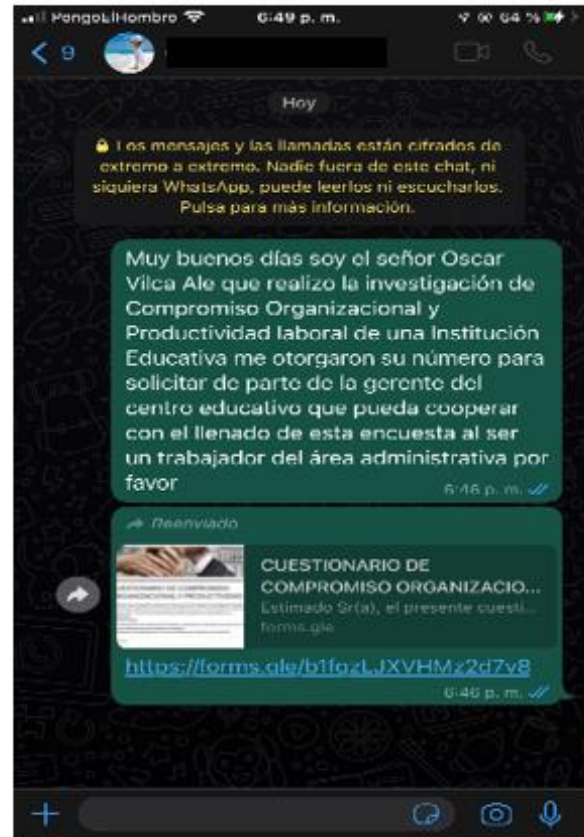 PongoElHombro 6:49 p. m. 64 %
9
Hoy
Los mensajes y las llamadas están cifrados de
extremo a extremo. Nadie fuera de este chat, ni
siquiera WhatsApp, puede leerlos ni escucharlos.
Pulsa para más información.
Muy buenos días soy el señor Oscar
Vilca Ale que realizo la investigación de
Compromiso Organizacional y
Productividad laboral de una Institución
Educativa me otorgaron su número para
solicitar de parte de la gerente del
centro educativo que pueda cooperar
con el llenado de esta encuesta al ser
un trabajador del área administrativa por
favor
6:46 p. m.
Reenviado
CUESTIONARIO DE
COMPROMISO ORGANIZACIO...
Estimado Sr(a), el presente cuesti...
forms.gle
6:46 p. m.